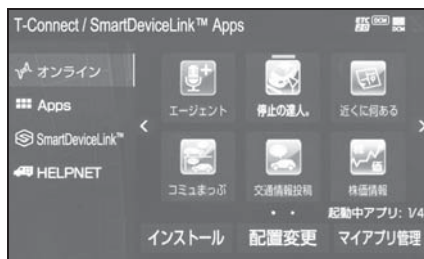 T-Connect / SmartDeviceLink™ Apps
オンライン
Apps
SmartDeviceLink™
HELPNET
エージェント
停止の達人。
近くに何ある
コミュまっぷ
交通情報投稿
株価情報
価
起動中アプリ: 1/4
インストール
配置変更
マイアプリ管理